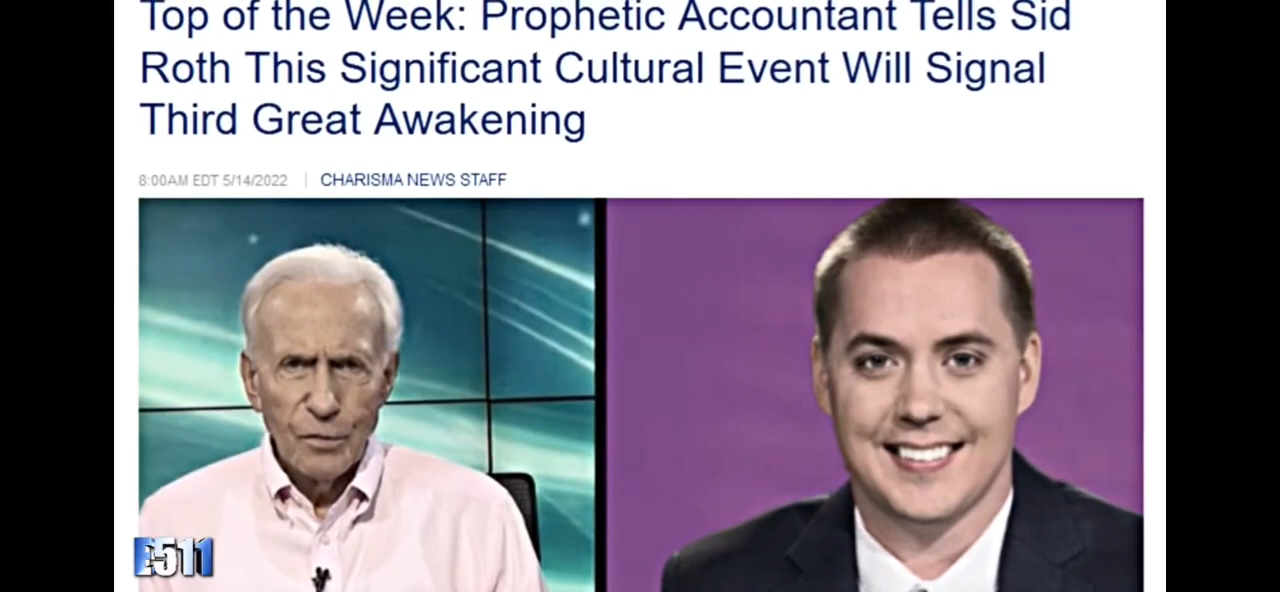 Top of the Week: Prophetic Accountant Tells Sid
Roth This Significant Cultural Event Will Signal
Third Great Awakening
8:00AM EDT 5/14/2022 | CHARISMA NEWS STAFF
E511